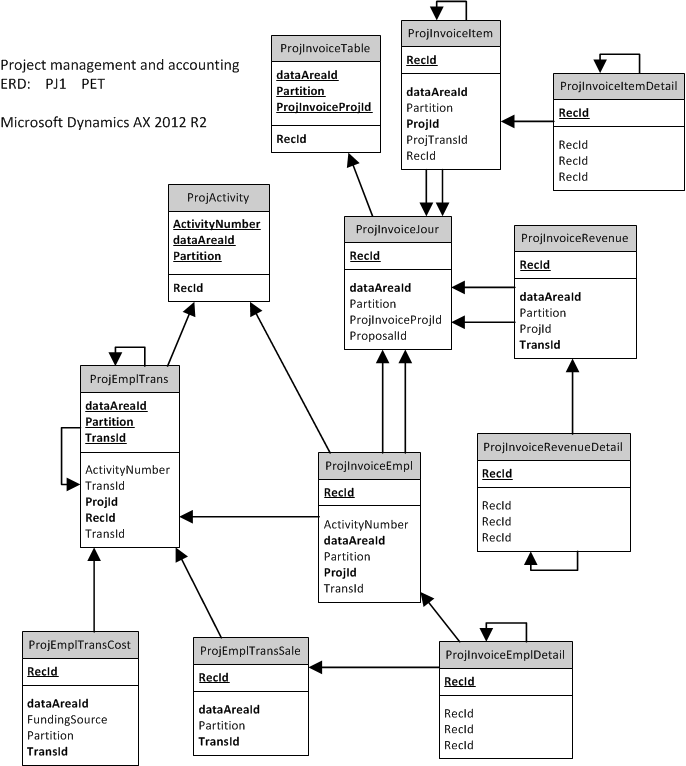 Project management and accounting
ERD: PJ1 PET
Microsoft Dynamics AX 2012 R2
ProjInvoiceTable
dataAreaId
Partition
ProjInvoiceProjId
RecId
ProjInvoiceItem
RecId
dataAreaId
Partition
ProjId
ProjTransId
RecId
ProjInvoiceItemDetail
RecId
RecId
RecId
RecId
ProjActivity
ActivityNumber
dataAreaId
Partition
RecId
ProjInvoiceJour
RecId
dataAreaId
Partition
ProjInvoiceProjId
ProposalId
ProjInvoiceRevenue
RecId
dataAreaId
Partition
ProjId
TransId
ProjEmplTrans
dataAreaId
Partition
TransId
ActivityNumber
TransId
ProjId
RecId
TransId
ProjInvoiceEmpl
RecId
ActivityNumber
dataAreaId
Partition
ProjId
TransId
ProjInvoiceRevenueDetail
RecId
RecId
RecId
RecId
ProjEmplTransCost
RecId
dataAreaId
FundingSource
Partition
TransId
ProjEmplTransSale
RecId
dataAreaId
Partition
TransId
ProjInvoiceEmplDetail
RecId
RecId
RecId
RecId